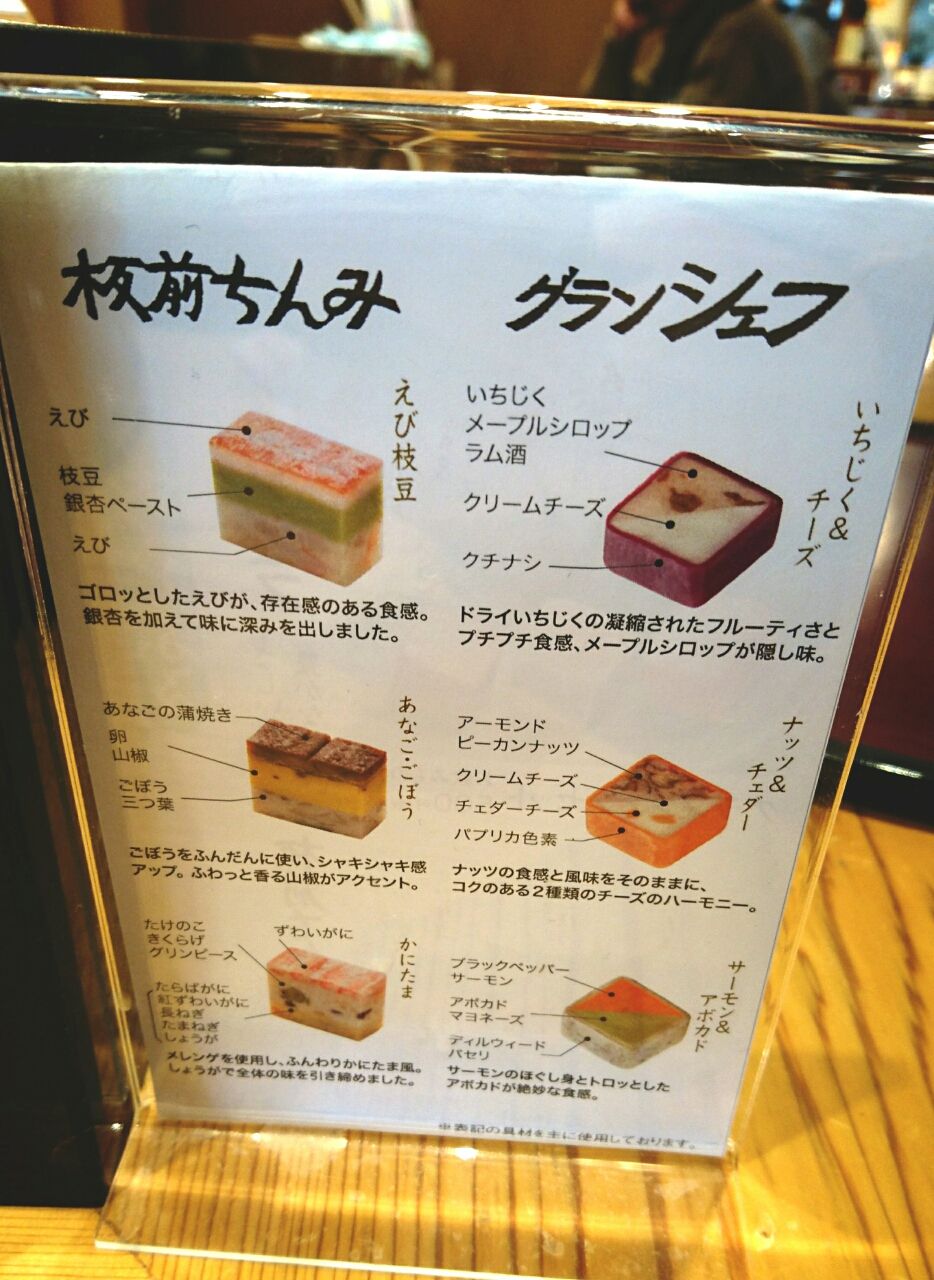 板前ちんみ
えび枝豆
えび
枝豆
銀杏ペースト
えび
ゴロッとしたえびが、存在感のある食感。
銀杏を加えて味に深みを出しました。
あなご・ごぼう
あなごの蒲焼き
卵
山椒
ごぼう
三つ葉
ごぼうをふんだんに使い、シャキシャキ感
アップ。ふわっと香る山椒がアクセント。
かにたま
たけのこ
きくらげ
グリンピース
ずわいがに
たらばがに
紅ずわいがに
長ねぎ
たまねぎ
しょうが
メレンゲを使用し、ふんわりかにたま風。
しょうがで全体の味を引き締めました。
グランシェフ
いちじく&
チーズ
いちじく
メープルシロップ
ラム酒
クリームチーズ
クチナシ
ドライいちじくの凝縮されたフルーティさと
プチプチ食感、メープルシロップが隠し味。
ナッツ&
チェダー
アーモンド
ピーカンナッツ
クリームチーズ
チェダーチーズ
パプリカ色素
ナッツの食感と風味をそのままに、
コクのある2種類のチーズのハーモニー。
サーモン&
アボカド
ブラックペッパー
サーモン
アボカド
マヨネーズ
ディルウィード
パセリ
サーモンのほぐし身とトロッとした
アボカドが絶妙な食感。
※表記の具材を主に使用しております。